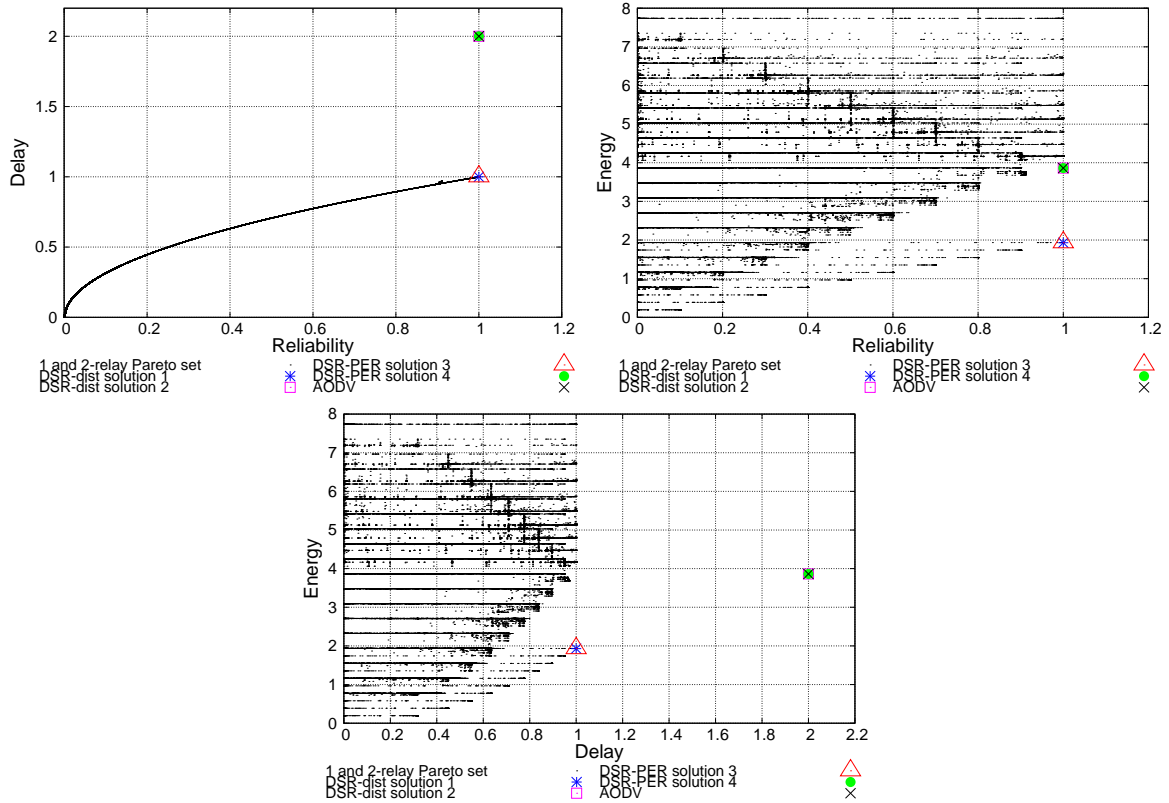 Delay
2
1.5
1
0.5
0
0 0.2 0.4 0.6 0.8 1 1.2
Reliability
1 and 2-relay Pareto set
DSR-dist solution 1
DSR-dist solution 2
DSR-PER solution 3
DSR-PER solution 4
AODV
Energy
8
7
6
5
4
3
2
1
0
0 0.2 0.4 0.6 0.8 1 1.2
Reliability
1 and 2-relay Pareto set
DSR-dist solution 1
DSR-dist solution 2
DSR-PER solution 3
DSR-PER solution 4
AODV
Energy
8
7
6
5
4
3
2
1
0
0 0.2 0.4 0.6 0.8 1 1.2 1.4 1.6 1.8 2 2.2
Delay
1 and 2-relay Pareto set
DSR-dist solution 1
DSR-dist solution 2
DSR-PER solution 3
DSR-PER solution 4
AODV